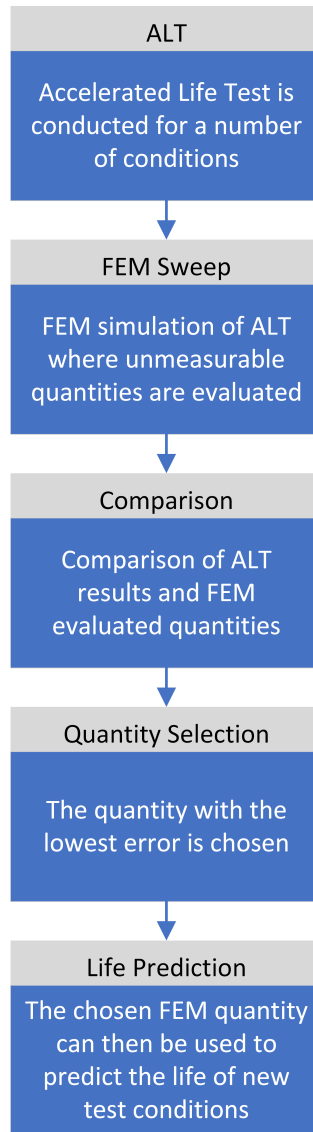 ALT
Accelerated Life Test is
conducted for a number
of conditions
FEM Sweep
FEM simulation of ALT
where unmeasurable
quantities are evaluated
Comparison
Comparison of ALT
results and FEM
evaluated quantities
Quantity Selection
The quantity with the
lowest error is chosen
Life Prediction
The chosen FEM quantity
can then be used to
predict the life of new
test conditions